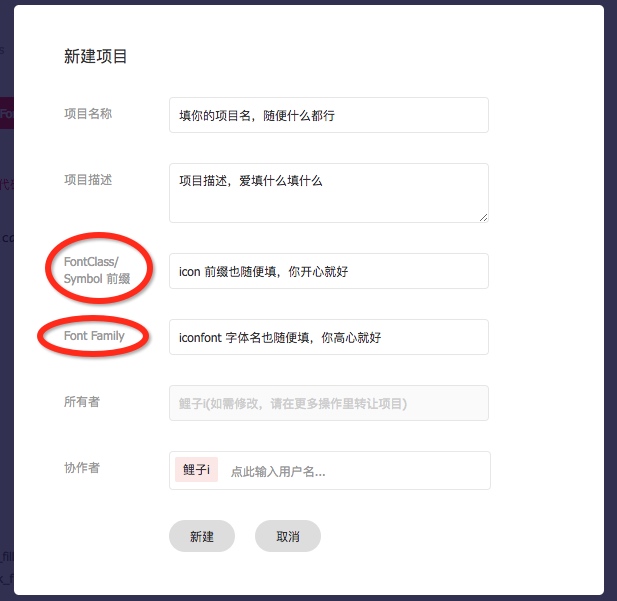 新建项目
项目名称
填你的项目名，随便什么都行
项目描述
项目描述，爱填什么填什么
FontClass/
Symbol 前缀
icon 前缀也随便填，你开心就好
Font Family
iconfont 字体名也随便填，你高心就好
所有者
鲤子i(如需修改，请在更多操作里转让项目)
协作者
鲤子i
点此输入用户名...
新建
取消